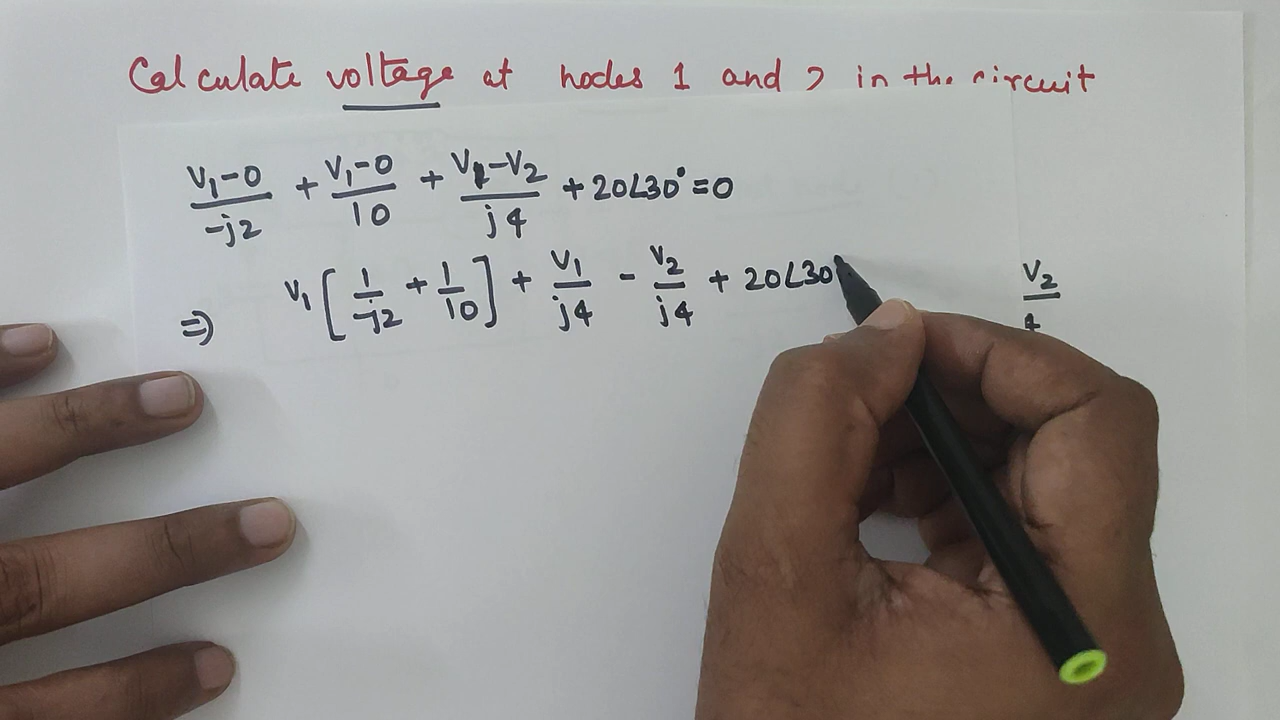 Calculate voltage at nodes 1 and 2 in the circuit
V₁-0/-j2 + V₁-0/10 + V₁-V₂/j4 + 20∠30° = 0
⇒ V₁ [1/-j2 + 1/10] + V₁/j4 - V₂/j4 + 20∠30
V₂/